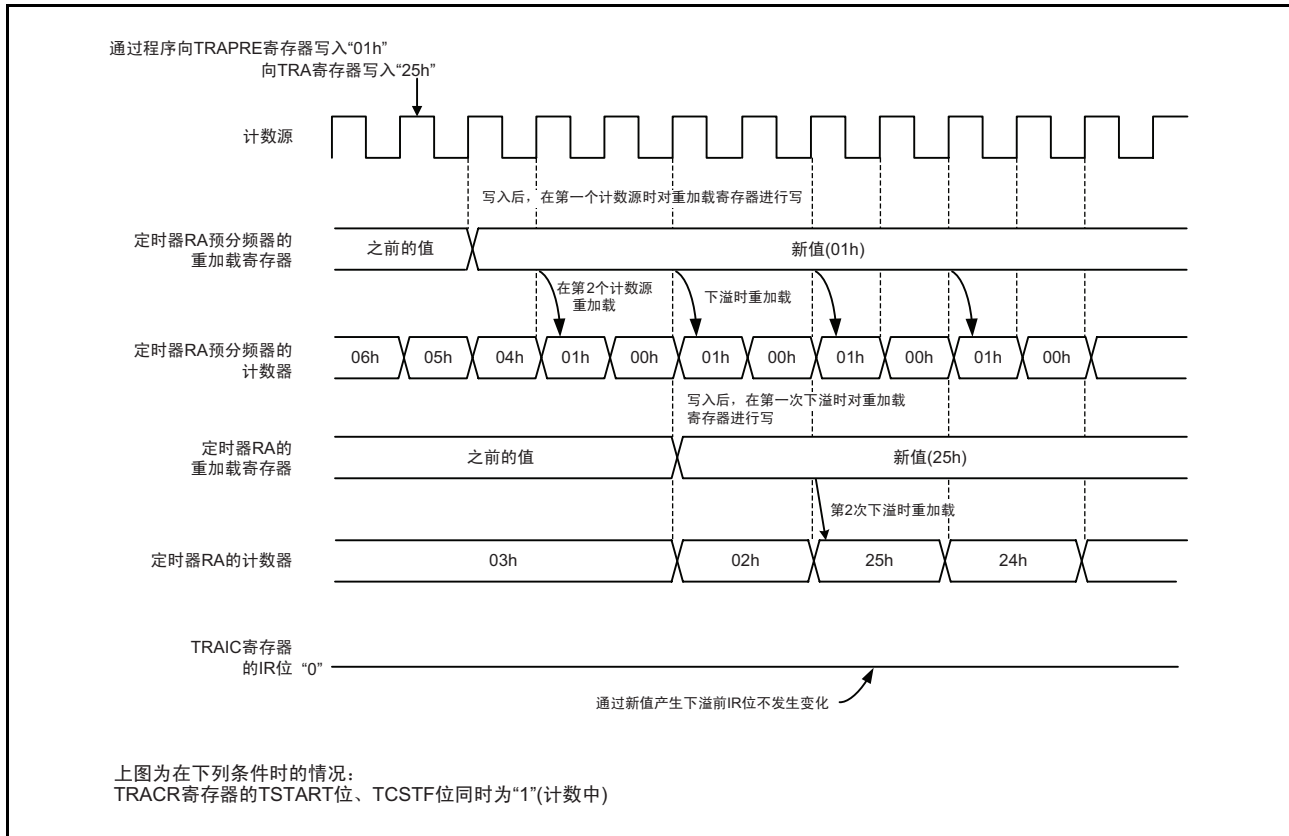 通过程序向TRAPRE寄存器写入“01h”
向TRA寄存器写入“25h”
计数源
写入后，在第一个计数源时对重加载寄存器进行写
定时器RA预分频器的
重加载寄存器
之前的值
新值(01h)
在第2个计数源
重加载
下溢时重加载
定时器RA预分频器的
计数器
06h 05h 04h 01h 00h 01h 00h 01h 00h 01h 00h
写入后，在第一次下溢时对重加载
寄存器进行写
定时器RA的
重加载寄存器
之前的值
新值(25h)
第2次下溢时重加载
定时器RA的计数器
03h 02h 25h 24h
TRAIC寄存器
的IR位 “0”
通过新值产生下溢前IR位不发生变化
上图为在下列条件时的情况：
TRACR寄存器的TSTART位、TCSTF位同时为“1”(计数中)